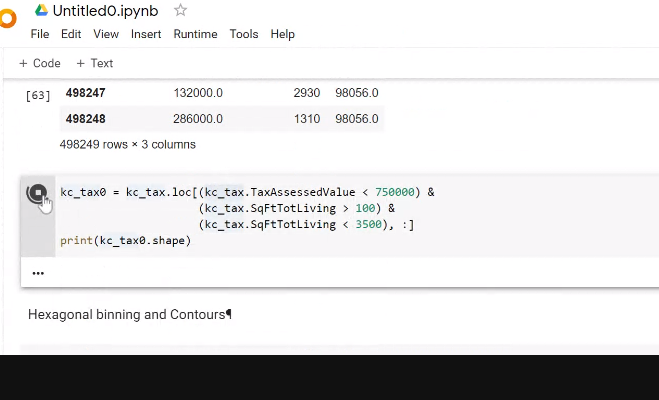 Untitled0.ipynb
File Edit View Insert Runtime Tools Help
+ Code + Text
[63] 498247 132000.0 2930 98056.0
498248 286000.0 1310 98056.0
498249 rows × 3 columns
kc_tax0 = kc_tax.loc[(kc_tax.TaxAssessedValue < 750000) &
(kc_tax.SqFtTotLiving > 100) &
(kc_tax.SqFtTotLiving < 3500), :]
print(kc_tax0.shape)
...
Hexagonal binning and Contours¶